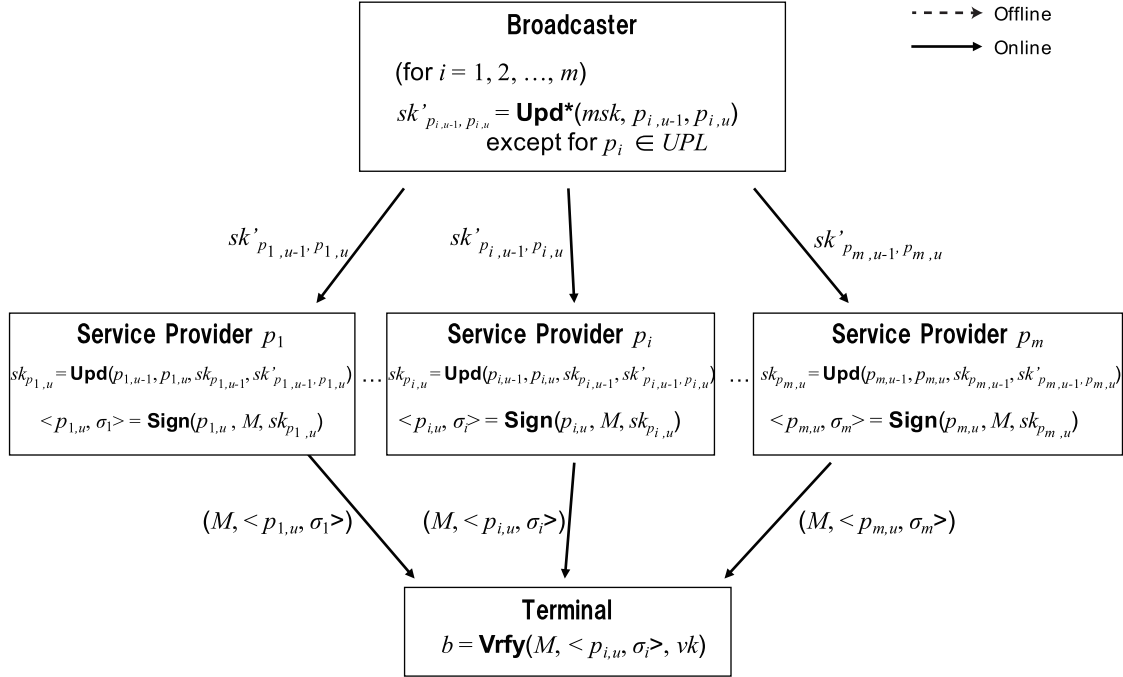 Offline
Online
Broadcaster
(for i = 1, 2, …, m)
sk'p_{i,u-1}, p_{i,u} = Upd*(msk, p_{i,u-1}, p_{i,u})
except for p_i ∈ UPL
sk'p_{1,u-1}, p_{1,u}
sk'p_{i,u-1}, p_{i,u}
sk'p_{m,u-1}, p_{m,u}
Service Provider p_1
sk_{p_{1,u}} = Upd(p_{1,u-1}, p_{1,u}, sk_{p_{1,u-1}}, sk'_{p_{1,u-1}, p_{1,u}})
<p_{1,u}, σ_1> = Sign(p_{1,u}, M, sk_{p_{1,u}})
…
Service Provider p_i
sk_{p_{i,u}} = Upd(p_{i,u-1}, p_{i,u}, sk_{p_{i,u-1}}, sk'_{p_{i,u-1}, p_{i,u}})
<p_{i,u}, σ_i> = Sign(p_{i,u}, M, sk_{p_{i,u}})
…
Service Provider p_m
sk_{p_{m,u}} = Upd(p_{m,u-1}, p_{m,u}, sk_{p_{m,u-1}}, sk'_{p_{m,u-1}, p_{m,u}})
<p_{m,u}, σ_m> = Sign(p_{m,u}, M, sk_{p_{m,u}})
(M, <p_{1,u}, σ_1>)
(M, <p_{i,u}, σ_i>)
(M, <p_{m,u}, σ_m>)
Terminal
b = Vrfy(M, <p_{i,u}, σ_i>, vk)